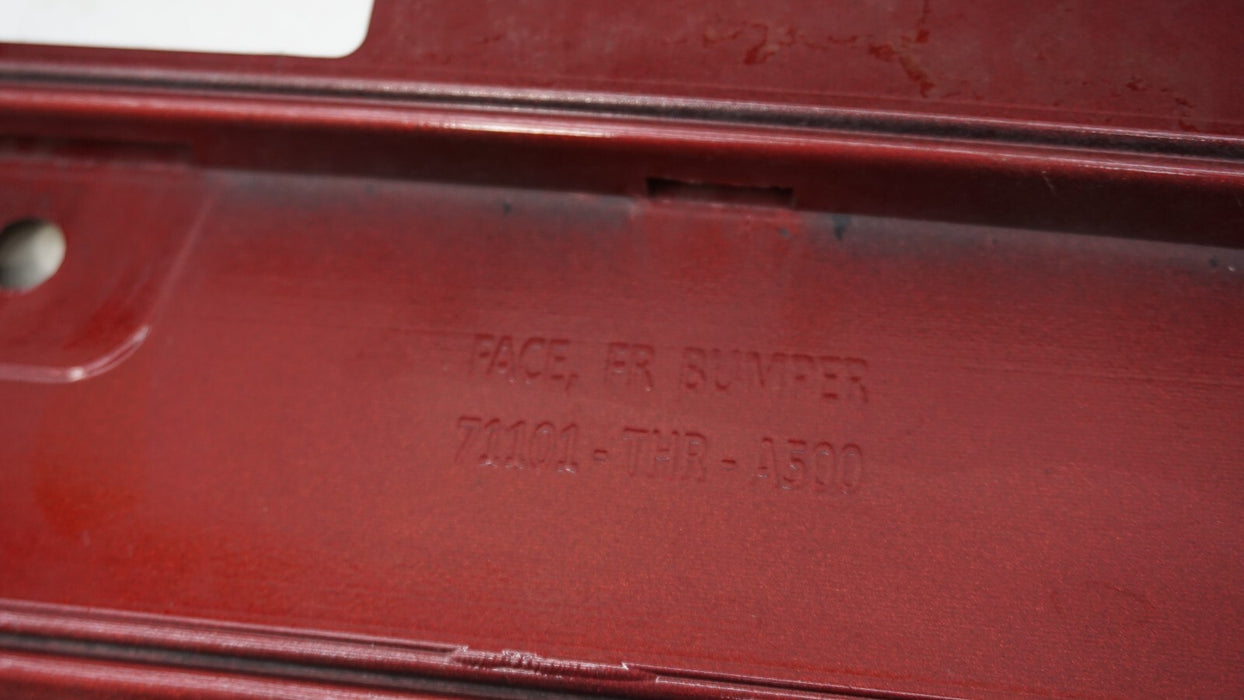 FACE, FR BUMPER
71101-THR-A500